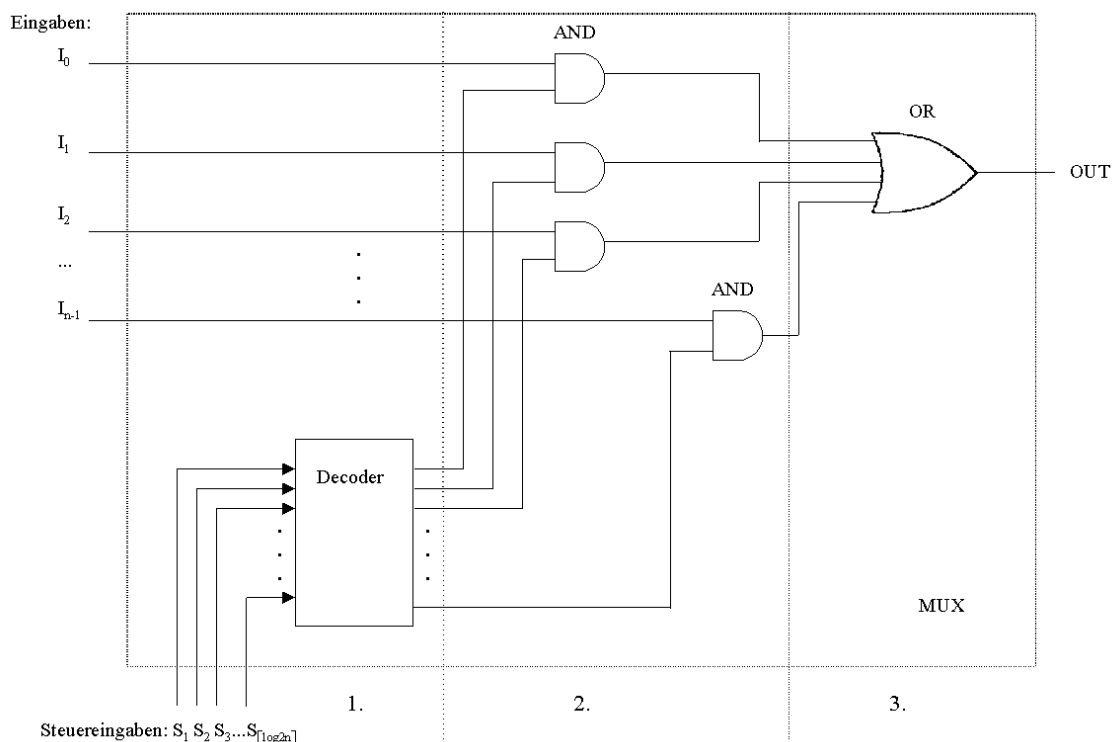 Eingaben:
AND
I0
OR
I1
OUT
I2
...
AND
In-1
Decoder
MUX
1.
2.
3.
Steuereingaben: S1 S2 S3...S⌈log2n⌉